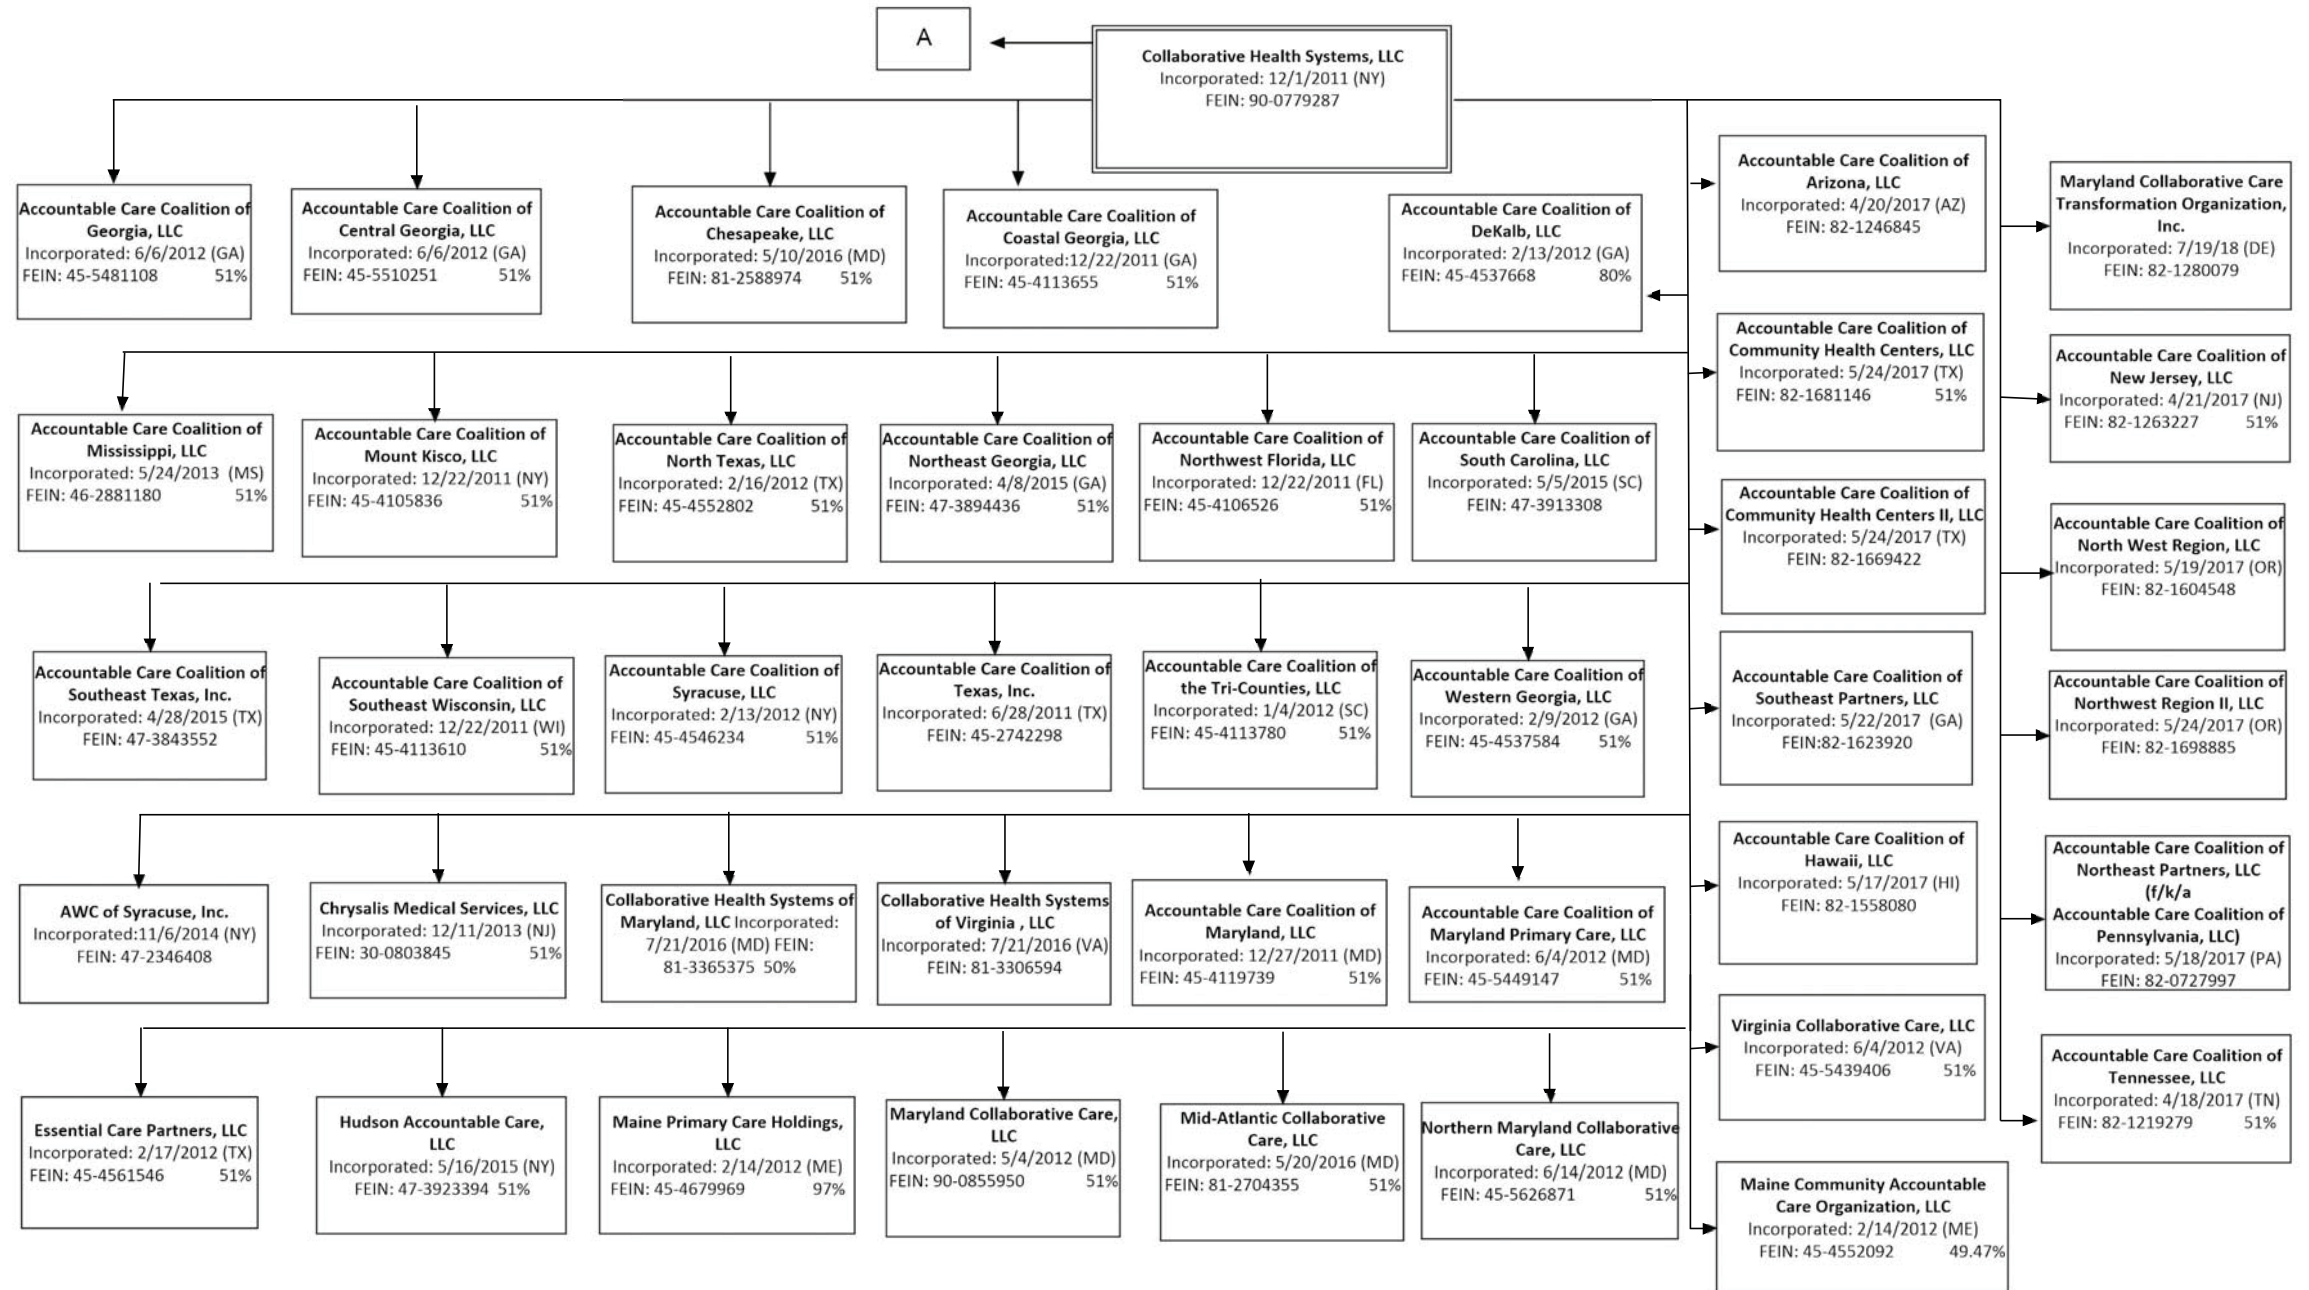 A
Collaborative Health Systems, LLC
Incorporated: 12/1/2011 (NY)
FEIN: 90-0779287
Accountable Care Coalition of
Georgia, LLC
Incorporated: 6/6/2012 (GA)
FEIN: 45-5481108 51%
Accountable Care Coalition of
Central Georgia, LLC
Incorporated: 6/6/2012 (GA)
FEIN: 45-5510251 51%
Accountable Care Coalition of
Chesapeake, LLC
Incorporated: 5/10/2016 (MD)
FEIN: 81-2588974 51%
Accountable Care Coalition of
Coastal Georgia, LLC
Incorporated:12/22/2011 (GA)
FEIN: 45-4113655 51%
Accountable Care Coalition of
DeKalb, LLC
Incorporated: 2/13/2012 (GA)
FEIN: 45-4537668 80%
Accountable Care Coalition of
Arizona, LLC
Incorporated: 4/20/2017 (AZ)
FEIN: 82-1246845
Maryland Collaborative Care
Transformation Organization,
Inc.
7/19/18 (DE)
FEIN: 82-1280079
Accountable Care Coalition of
Community Health Centers, LLC
Incorporated: 5/24/2017 (TX)
FEIN: 82-1681146 51%
Accountable Care Coalition of
New Jersey, LLC
Incorporated: 4/21/2017 (NJ)
FEIN: 82-1263227 51%
Accountable Care Coalition of
Mississippi, LLC
Incorporated: 5/24/2013 (MS)
FEIN: 46-2881180 51%
Accountable Care Coalition of
Mount Kisco, LLC
Incorporated: 12/22/2011 (NY)
FEIN: 45-4105836 51%
Accountable Care Coalition of
North Texas, LLC
Incorporated: 2/16/2012 (TX)
FEIN: 45-4552802 51%
Accountable Care Coalition of
Northeast Georgia, LLC
Incorporated: 4/8/2015 (GA)
FEIN: 47-3894436 51%
Accountable Care Coalition of
Northwest Florida, LLC
Incorporated: 12/22/2011 (FL)
FEIN: 45-4106526 51%
Accountable Care Coalition of
South Carolina, LLC
Incorporated: 5/5/2015 (SC)
FEIN: 47-3913308
Accountable Care Coalition of
Community Health Centers II, LLC
Incorporated: 5/24/2017 (TX)
FEIN: 82-1669422
Accountable Care Coalition of
North West Region, LLC
Incorporated: 5/19/2017 (OR)
FEIN: 82-1604548
Accountable Care Coalition of
Southeast Texas, Inc.
Incorporated: 4/28/2015 (TX)
FEIN: 47-3843552
Accountable Care Coalition of
Southeast Wisconsin, LLC
Incorporated: 12/22/2011 (WI)
FEIN: 45-4113610 51%
Accountable Care Coalition of
Syracuse, LLC
Incorporated: 2/13/2012 (NY)
FEIN: 45-4546234 51%
Accountable Care Coalition of
Texas, Inc.
Incorporated: 6/28/2011 (TX)
FEIN: 45-2742298
Accountable Care Coalition of
the Tri-Counties, LLC
Incorporated: 1/4/2012 (SC)
FEIN: 45-4113780 51%
Accountable Care Coalition of
Western Georgia, LLC
Incorporated: 2/9/2012 (GA)
FEIN: 45-4537584 51%
Accountable Care Coalition of
Southeast Partners, LLC
Incorporated: 5/22/2017 (GA)
FEIN:82-1623920
Accountable Care Coalition of
Northwest Region II, LLC
Incorporated: 5/24/2017 (OR)
FEIN: 82-1698885
AWC of Syracuse, Inc.
Incorporated:11/6/2014 (NY)
FEIN: 47-2346408
Chrysalis Medical Services, LLC
Incorporated: 12/11/2013 (NJ)
FEIN: 30-0803845 51%
Collaborative Health Systems of
Maryland, LLC Incorporated:
7/21/2016 (MD) FEIN:
81-3365375 50%
Collaborative Health Systems
of Virginia , LLC
Incorporated: 7/21/2016 (VA)
FEIN: 81-3306594
Accountable Care Coalition of
Maryland, LLC
Incorporated: 12/27/2011 (MD)
FEIN: 45-4119739 51%
Accountable Care Coalition of
Maryland Primary Care, LLC
Incorporated: 6/4/2012 (MD)
FEIN: 45-5449147 51%
Accountable Care Coalition of
Hawaii, LLC
Incorporated: 5/17/2017 (HI)
FEIN: 82-1558080
Accountable Care Coalition of
Northeast Partners, LLC
(f/k/a
Accountable Care Coalition of
Pennsylvania, LLC)
Incorporated: 5/18/2017 (PA)
FEIN: 82-0727997
Virginia Collaborative Care, LLC
Incorporated: 6/4/2012 (VA)
FEIN: 45-5439406 51%
Accountable Care Coalition of
Tennessee, LLC
Incorporated: 4/18/2017 (TN)
FEIN: 82-1219279 51%
Essential Care Partners, LLC
Incorporated: 2/17/2012 (TX)
FEIN: 45-4561546 51%
Hudson Accountable Care,
LLC
Incorporated: 5/16/2015 (NY)
FEIN: 47-3923394 51%
Maine Primary Care Holdings,
LLC
Incorporated: 2/14/2012 (ME)
FEIN: 45-4679969 97%
Maryland Collaborative Care,
LLC
Incorporated: 5/4/2012 (MD)
FEIN: 90-0855950 51%
Mid-Atlantic Collaborative
Care, LLC
Incorporated: 5/20/2016 (MD)
FEIN: 81-2704355 51%
Northern Maryland Collaborative
Care, LLC
Incorporated: 6/14/2012 (MD)
FEIN: 45-5626871 51%
Maine Community Accountable
Care Organization, LLC
Incorporated: 2/14/2012 (ME)
FEIN: 45-4552092 49.47%